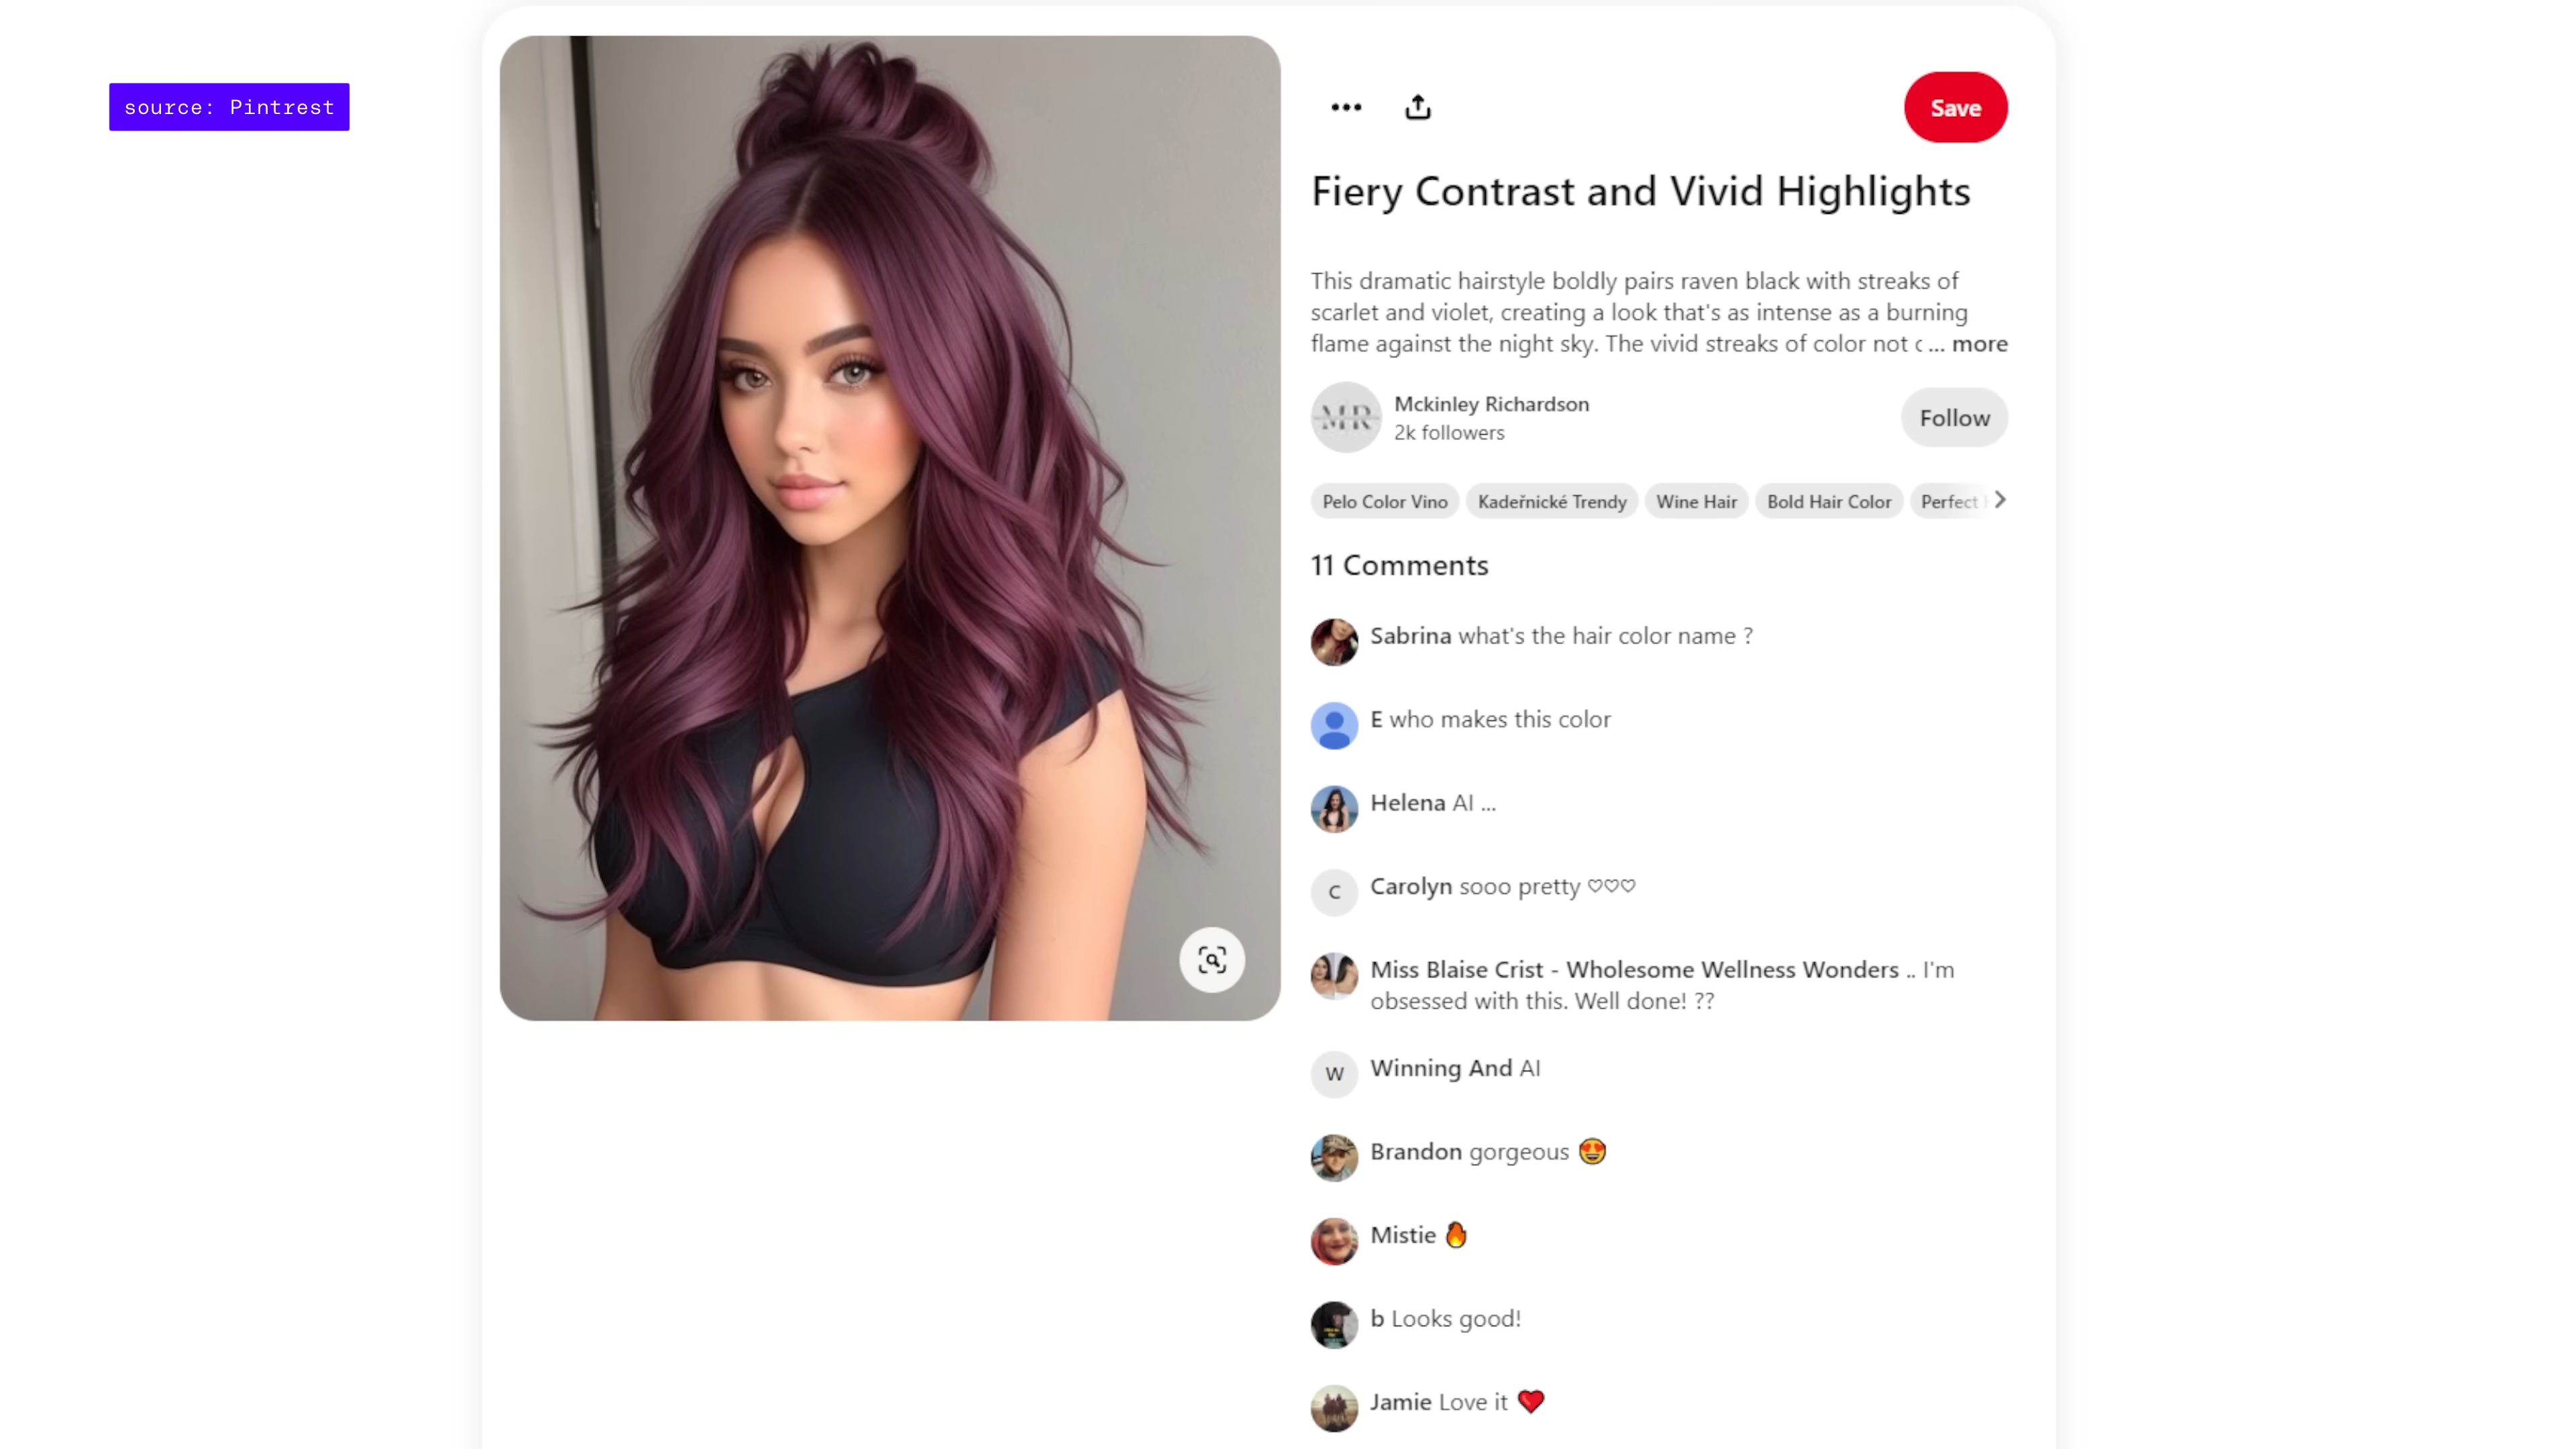 source: Pintrest
Save
Fiery Contrast and Vivid Highlights
This dramatic hairstyle boldly pairs raven black with streaks of
scarlet and violet, creating a look that's as intense as a burning
flame against the night sky. The vivid streaks of color not c ... more
MR
Mckinley Richardson
2k followers
Follow
Pelo Color Vino
Kadeřnické Trendy
Wine Hair
Bold Hair Color
Perfect
11 Comments
Sabrina what's the hair color name ?
E who makes this color
Helena AI ...
C
Carolyn sooo pretty ♡♡♡
Miss Blaise Crist - Wholesome Wellness Wonders .. I'm
obsessed with this. Well done! ??
W
Winning And AI
Brandon gorgeous 😍
Mistie 🔥
b Looks good!
Jamie Love it ❤️